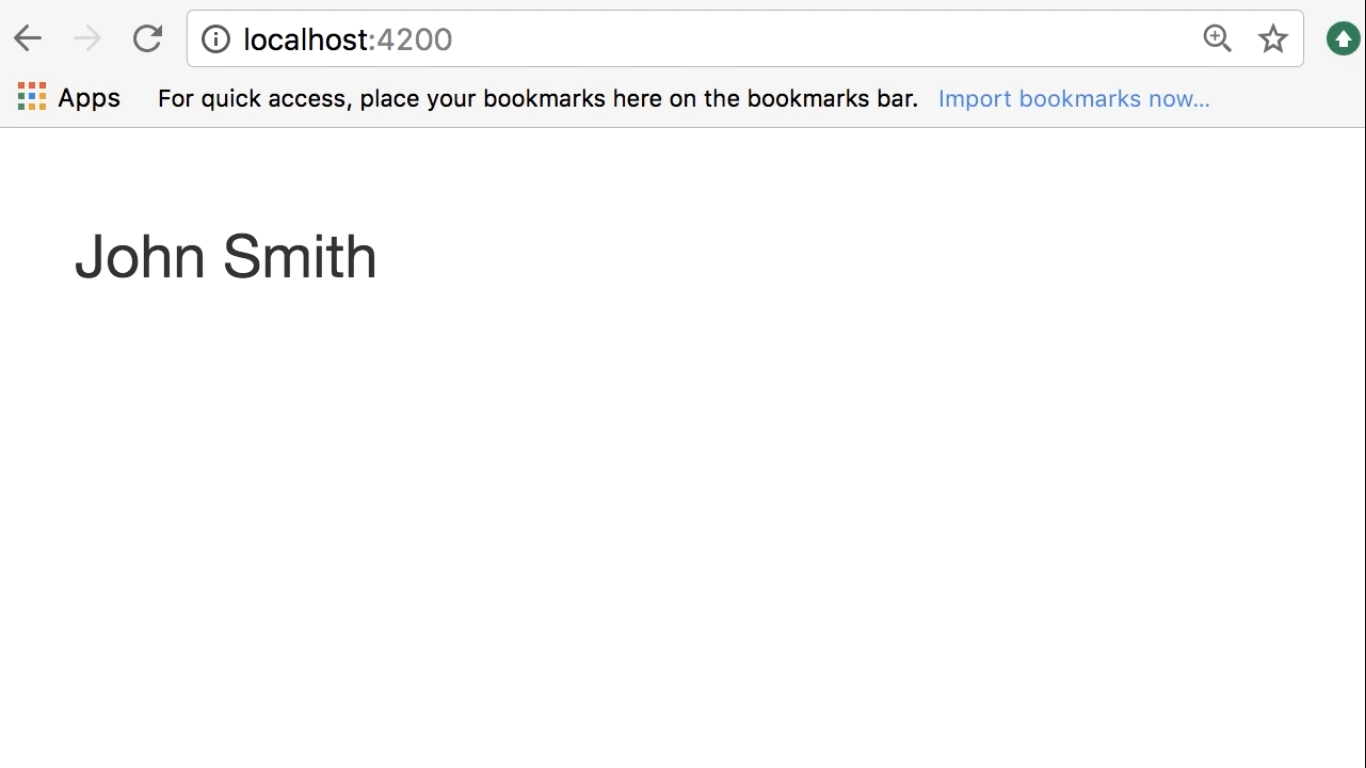 localhost:4200
Apps For quick access, place your bookmarks here on the bookmarks bar. Import bookmarks now...
John Smith